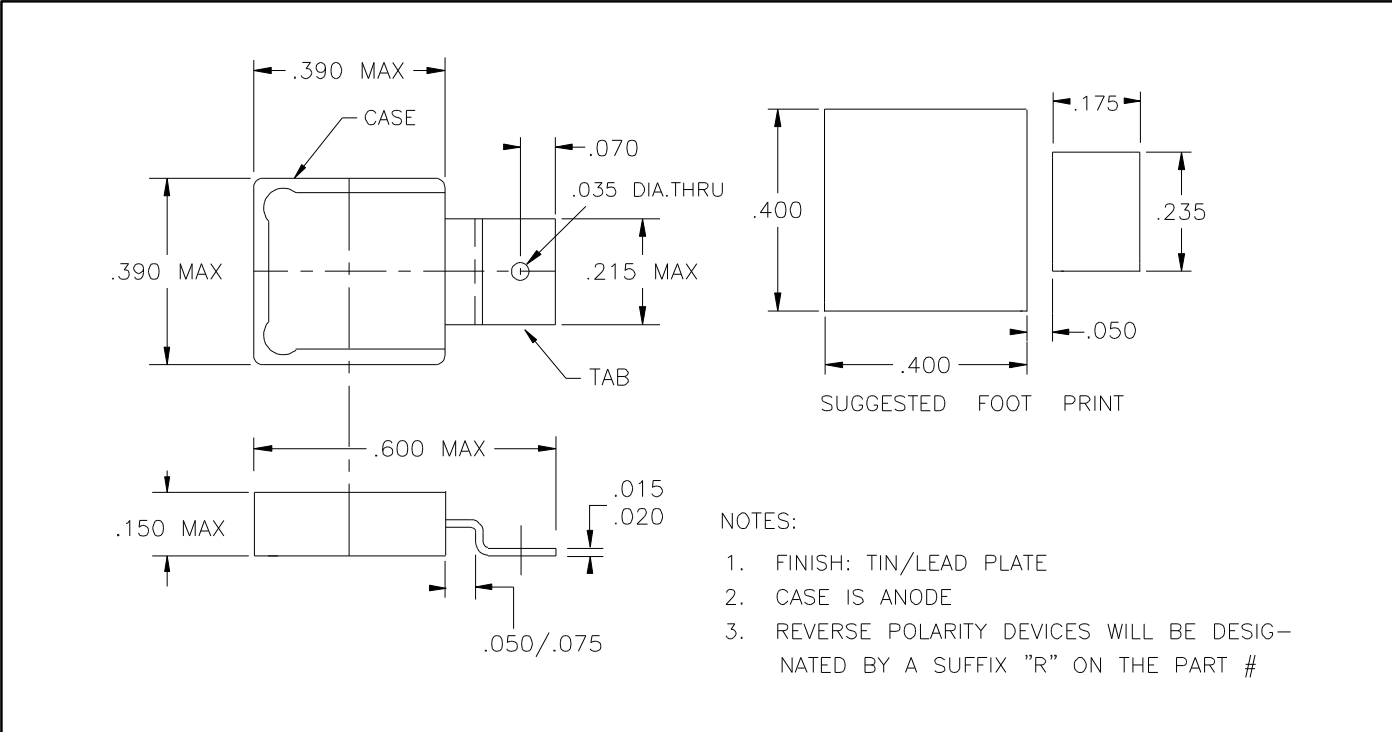 .390 MAX
CASE
.070
.035 DIA.THRU
.390 MAX
.215 MAX
TAB
.175
.400
.235
.050
.400
SUGGESTED FOOT PRINT
.600 MAX
.150 MAX
.015
.020
.050/.075
NOTES:
1. FINISH: TIN/LEAD PLATE
2. CASE IS ANODE
3. REVERSE POLARITY DEVICES WILL BE DESIG-
NATED BY A SUFFIX "R" ON THE PART #